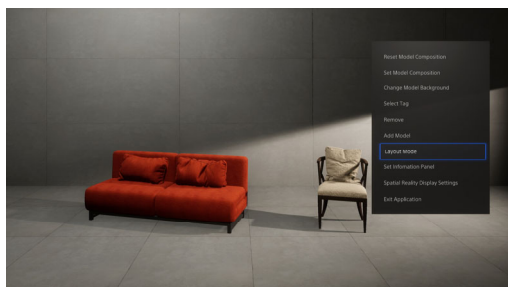 Reset Model Composition
Set Model Composition
Change Model Background
Select Tag
Remove
Add Model
Layout Mode
Set Infomation Panel
Spatial Reality Display Settings
Exit Application